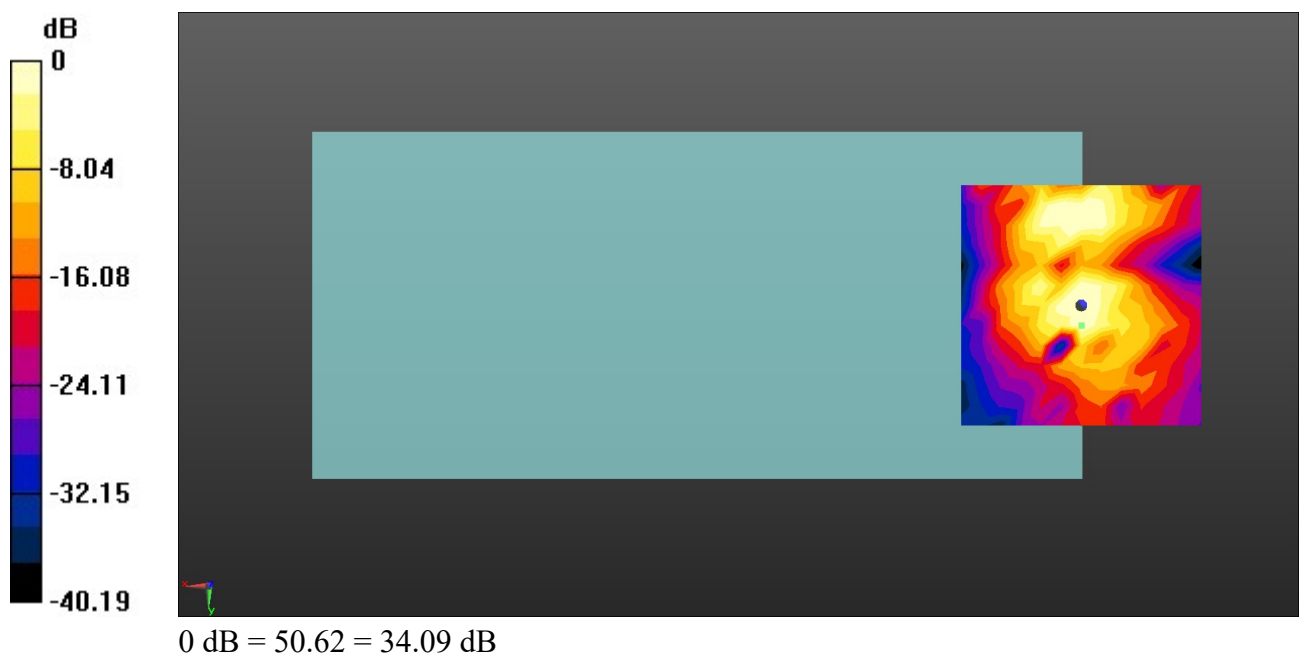 dB
0
-8.04
-16.08
-24.11
-32.15
-40.19
x
y
0 dB = 50.62 = 34.09 dB